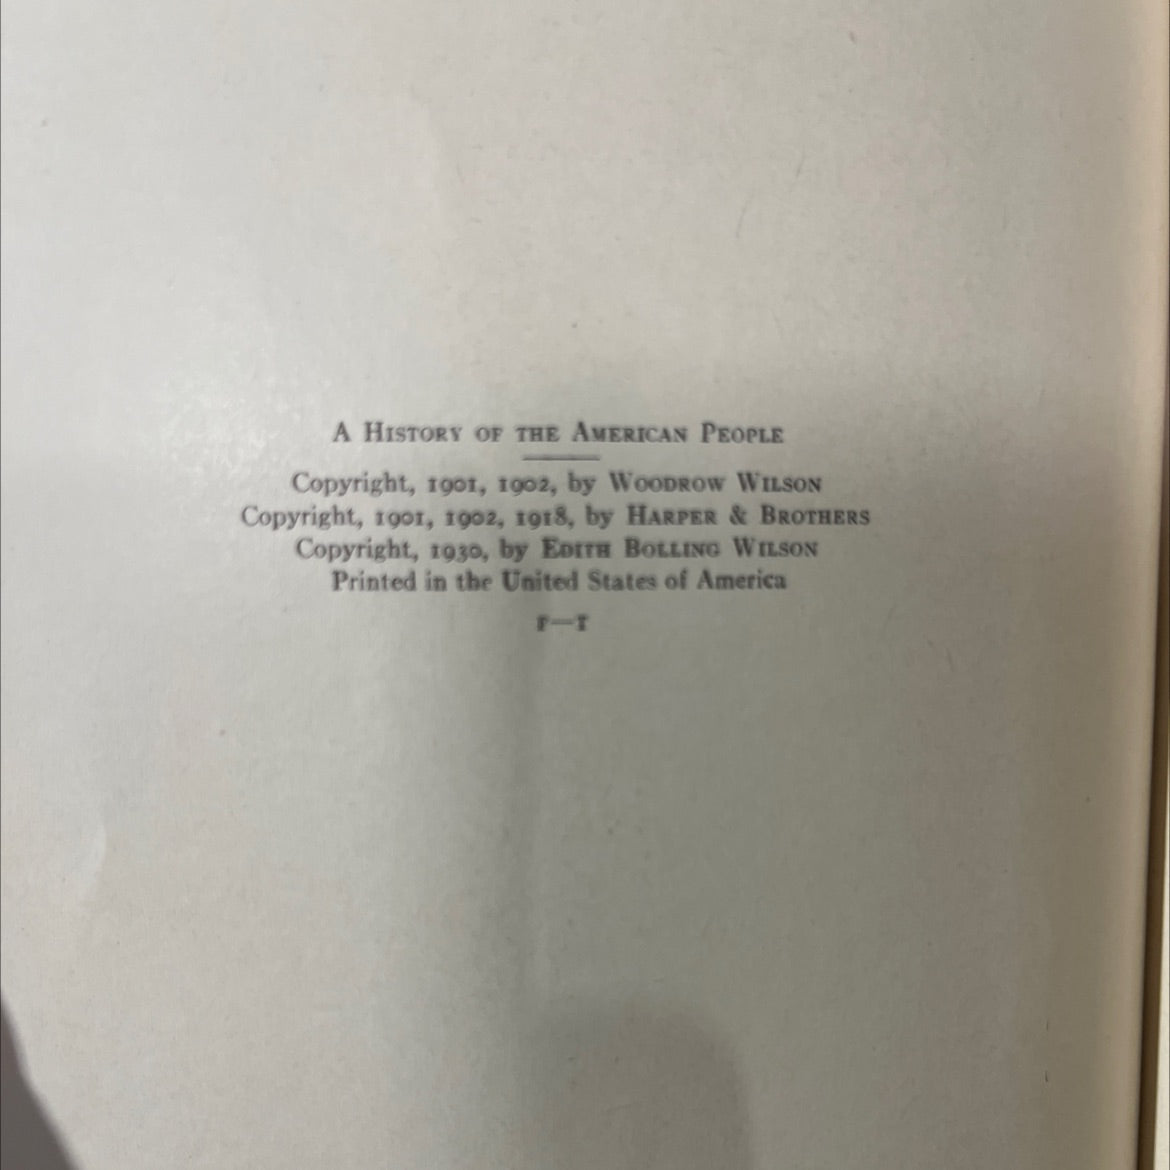 A HISTORY OF THE AMERICAN PEOPLE
Copyright, 1901, 1902, by WOODROW WILSON
Copyright, 1901, 1902, 1918, by HARPER & BROTHERS
Copyright, 1930, by EDITH BOLLING WILSON
Printed in the United States of America
F—T